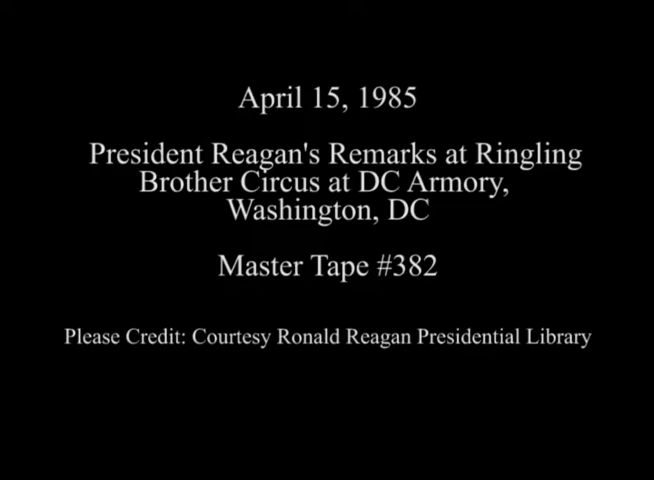 April 15, 1985
President Reagan's Remarks at Ringling
Brother Circus at DC Armory,
Washington, DC
Master Tape #382
Please Credit: Courtesy Ronald Reagan Presidential Library